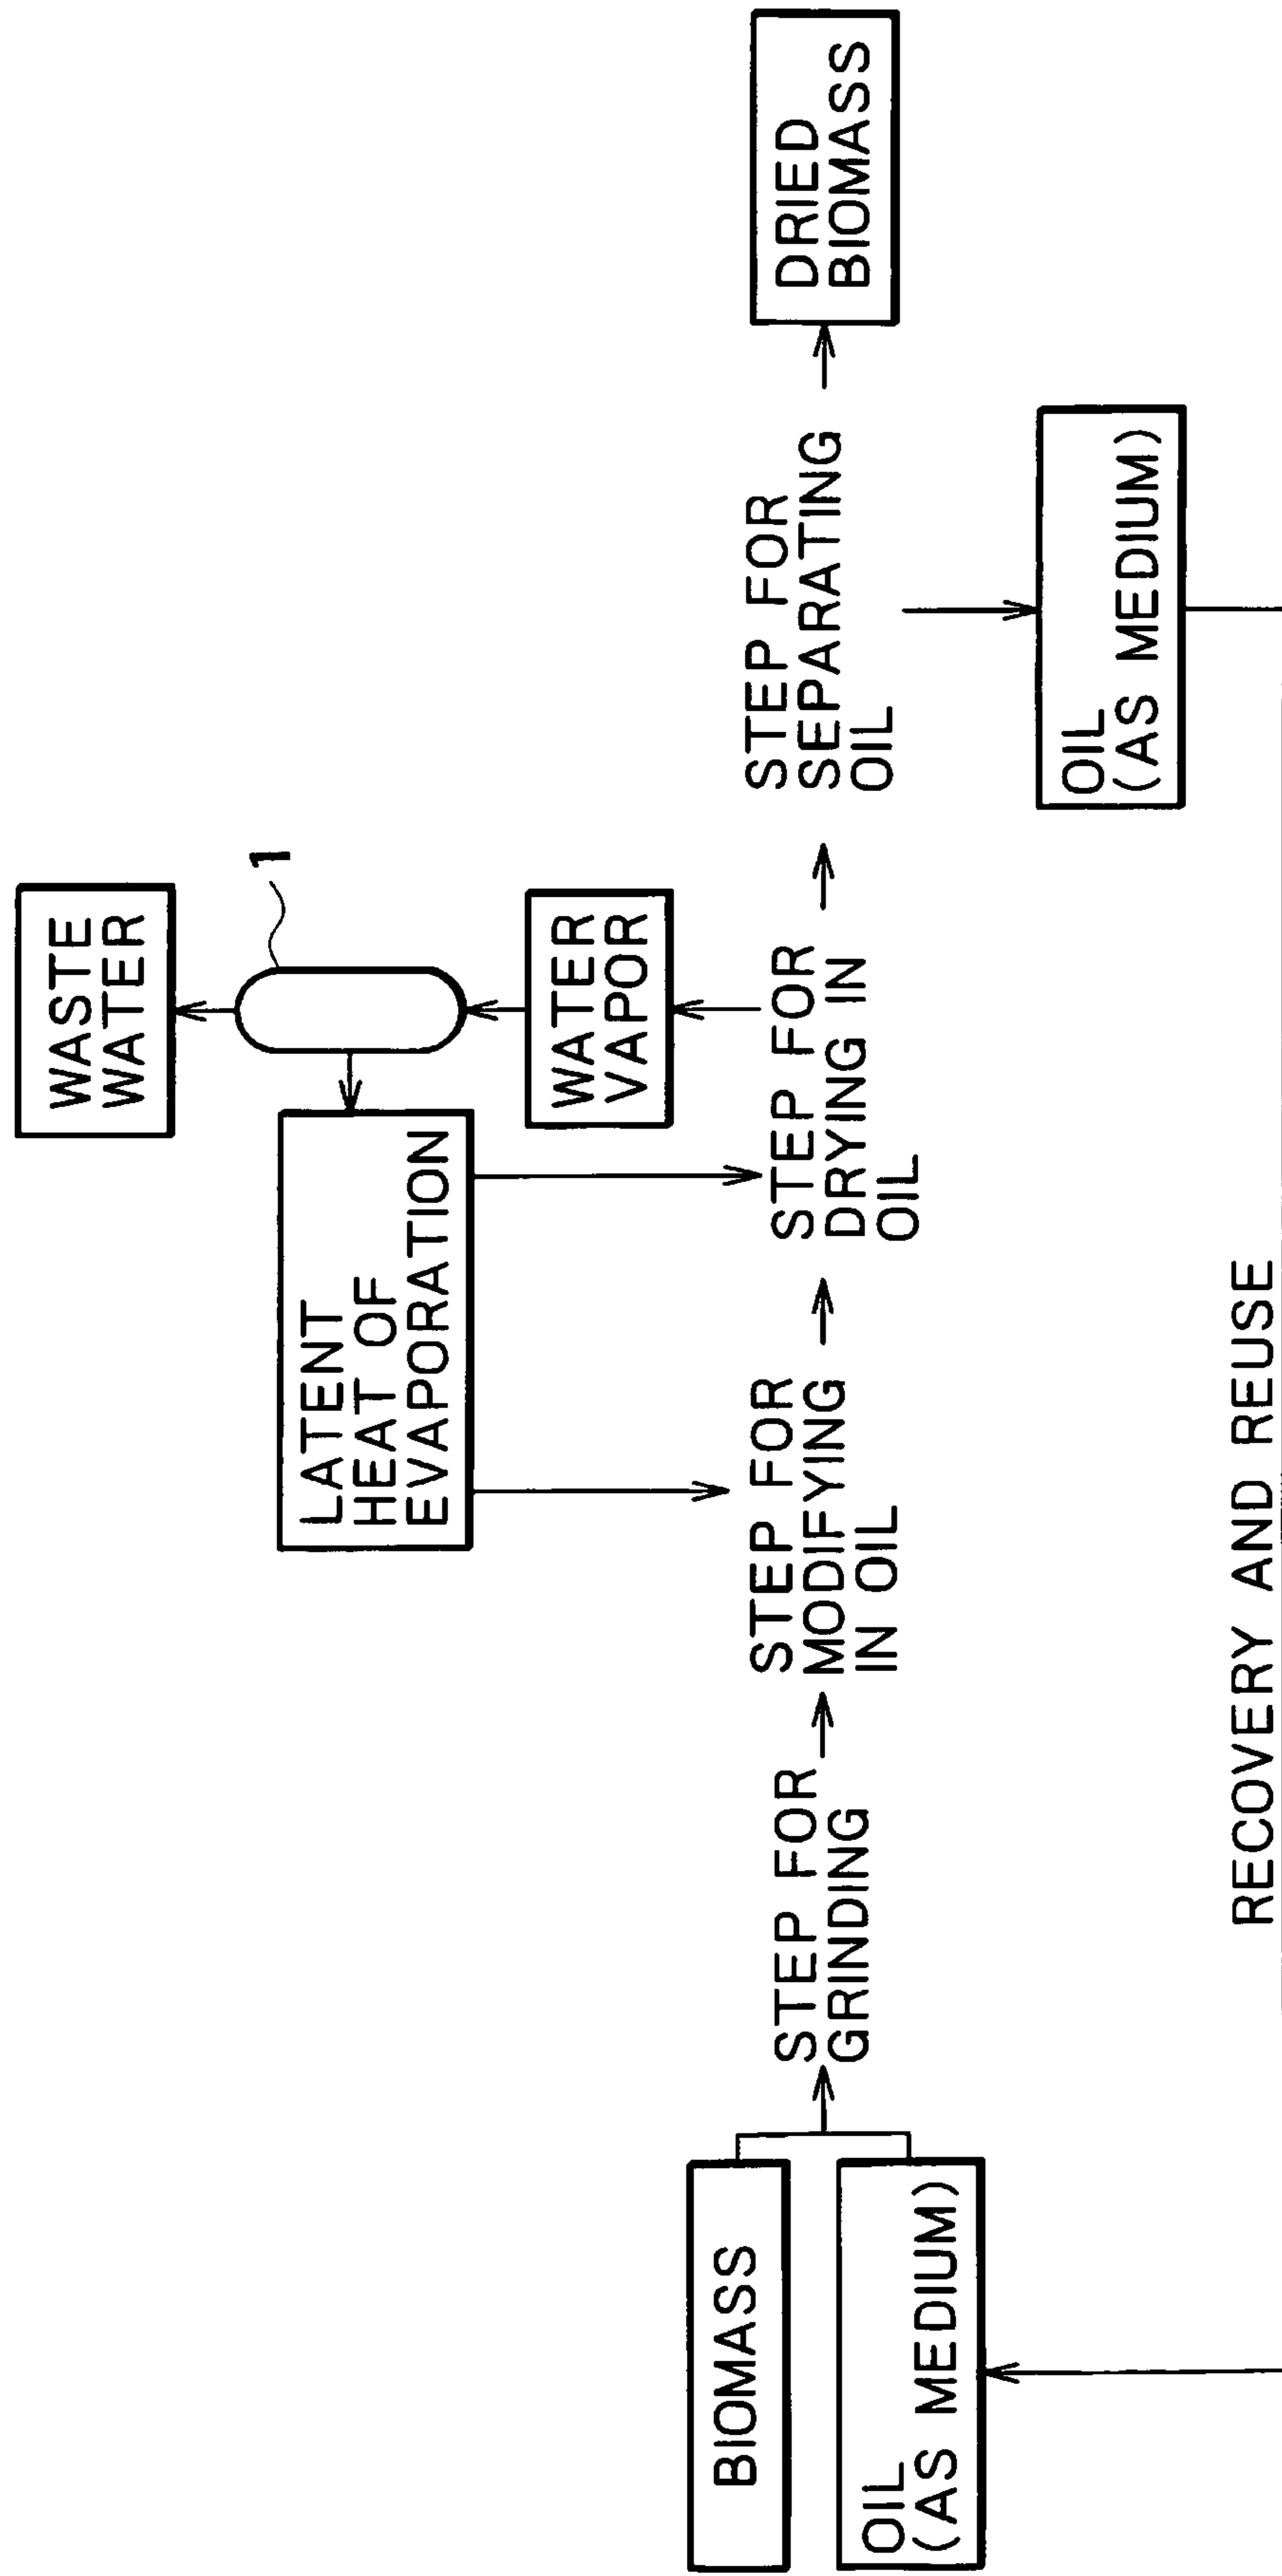 BIOMASS
OIL
(AS MEDIUM)
STEP FOR
GRINDING
STEP FOR
MODIFYING
IN OIL
LATENT
HEAT OF
EVAPORATION
WASTE
WATER
1
WATER
VAPOR
STEP FOR
DRYING IN
OIL
STEP FOR
SEPARATING
OIL
DRIED
BIOMASS
OIL
(AS MEDIUM)
RECOVERY AND REUSE